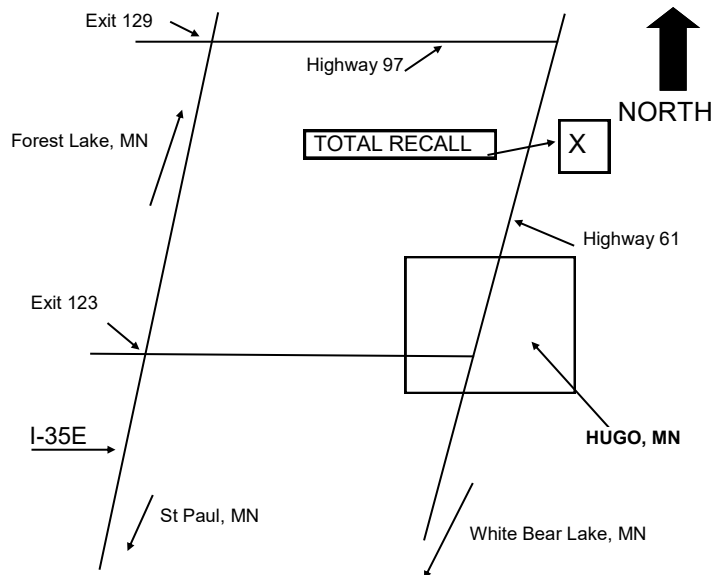 Exit 129
Highway 97
NORTH
Forest Lake, MN
TOTAL RECALL
X
Highway 61
Exit 123
I-35E
HUGO, MN
St Paul, MN
White Bear Lake, MN